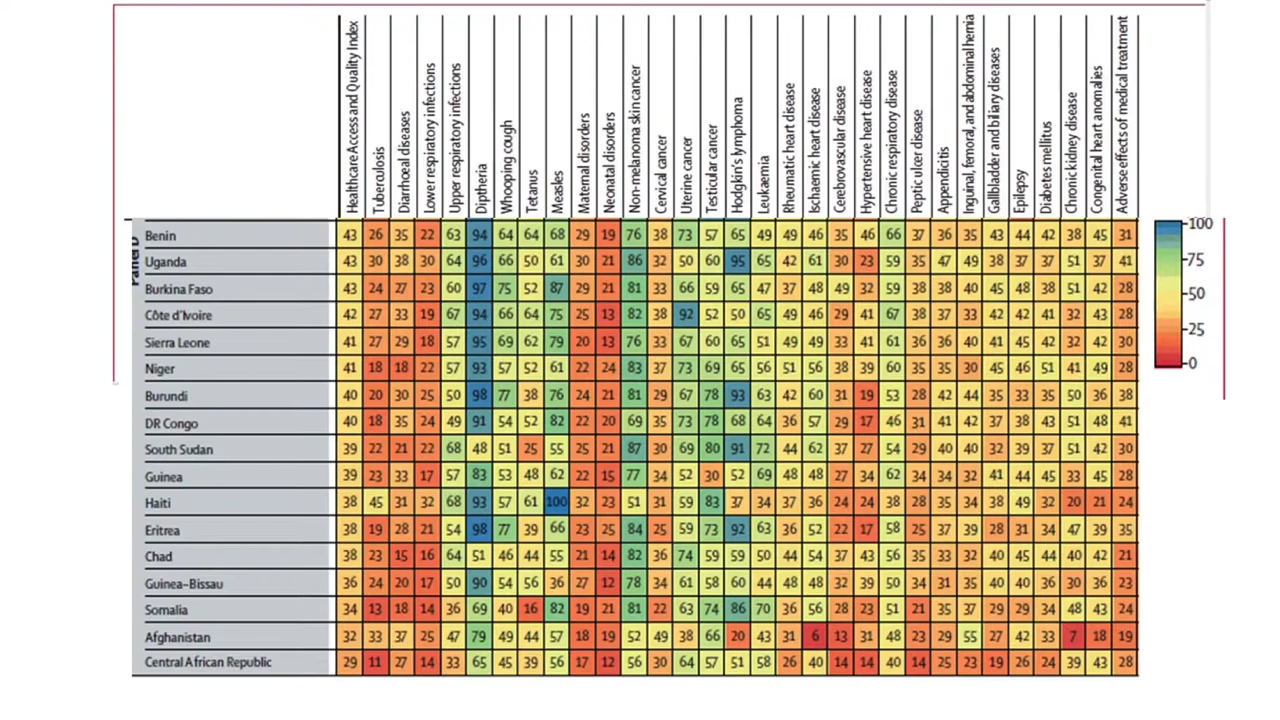 Healthcare Access and Quality Index
Tuberculosis
Diarrhoeal diseases
Lower respiratory infections
Upper respiratory infections
Diptheria
Whooping cough
Tetanus
Measles
Maternal disorders
Neonatal disorders
Non-melanoma skin cancer
Cervical cancer
Uterine cancer
Testicular cancer
Hodgkin's lymphoma
Leukaemia
Rheumatic heart disease
Ischaemic heart disease
Cerebrovascular disease
Hypertensive heart disease
Chronic respiratory disease
Peptic ulcer disease
Appendicitis
Inguinal, femoral, and abdominal hernia
Gallbladder and biliary diseases
Epilepsy
Diabetes mellitus
Chronic kidney disease
Congenital heart anomalies
Adverse effects of medical treatment
Panel D
Benin 43 26 35 22 63 94 64 64 68 29 19 76 38 73 57 65 49 49 46 35 46 66 37 36 35 43 44 42 38 45 31
Uganda 43 30 38 30 64 96 66 50 61 30 21 86 32 50 60 95 65 42 61 30 23 59 35 47 49 38 37 37 51 37 41
Burkina Faso 43 24 27 23 60 97 75 52 87 29 21 81 33 66 59 65 47 37 48 49 32 59 38 38 40 45 48 38 51 42 28
Côte d'Ivoire 42 27 33 19 67 94 66 64 75 25 13 82 38 92 52 50 65 49 46 29 41 67 38 37 33 42 42 41 32 43 28
Sierra Leone 41 27 29 18 57 95 69 62 79 20 13 76 33 67 60 65 51 49 49 33 41 61 36 36 40 41 45 42 32 42 30
Niger 41 18 18 22 57 93 57 52 61 22 24 83 37 73 69 65 56 51 56 38 39 60 35 35 30 45 46 51 41 49 28
Burundi 40 20 30 25 50 98 77 38 76 24 21 81 29 67 78 93 63 42 60 31 19 53 28 42 44 35 33 35 50 36 38
DR Congo 40 18 35 24 49 91 54 52 82 22 20 69 35 73 78 68 64 36 57 29 17 46 31 41 42 37 38 43 51 48 41
South Sudan 39 22 21 22 68 48 51 25 55 25 21 87 30 69 80 91 72 44 62 37 27 54 29 40 40 32 39 37 51 42 30
Guinea 39 23 33 17 57 83 53 48 62 22 15 77 34 52 30 52 69 48 48 27 34 62 34 34 32 41 44 45 33 45 28
Haiti 38 45 31 32 68 93 57 61 100 32 23 51 31 59 83 37 34 37 36 24 24 38 28 35 34 38 49 32 20 21 24
Eritrea 38 19 28 21 54 98 77 39 66 23 25 84 25 59 73 92 63 36 52 22 17 58 25 37 39 28 31 34 47 39 35
Chad 38 23 15 16 64 51 46 44 55 21 14 82 36 74 59 59 50 44 54 37 43 56 35 33 32 40 45 44 40 42 21
Guinea-Bissau 36 24 20 17 50 90 54 56 36 27 12 78 34 61 58 60 44 48 48 32 39 50 34 31 35 40 40 36 30 36 23
Somalia 34 13 18 14 36 69 40 16 82 19 21 81 22 63 74 86 70 36 56 28 23 51 21 35 37 29 29 34 48 43 24
Afghanistan 32 33 37 25 47 79 49 44 57 18 19 52 49 38 66 20 43 31 6 13 31 48 23 29 55 27 42 33 7 18 19
Central African Republic 29 11 27 14 33 65 45 39 56 17 12 56 30 64 57 51 58 26 40 14 14 40 14 25 23 19 26 24 39 43 28
100
75
50
25
0